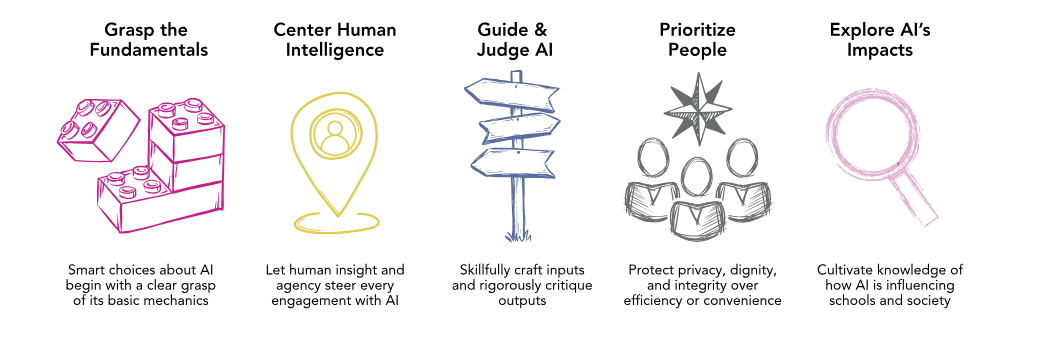 Grasp the
Fundamentals
Center Human
Intelligence
Guide &
Judge AI
Prioritize
People
Explore AI's
Impacts
Smart choices about AI
begin with a clear grasp
of its basic mechanics
Let human insight and
agency steer every
engagement with AI
Skillfully craft inputs
and rigorously critique
outputs
Protect privacy, dignity,
and integrity over
efficiency or convenience
Cultivate knowledge of
how AI is influencing
schools and society